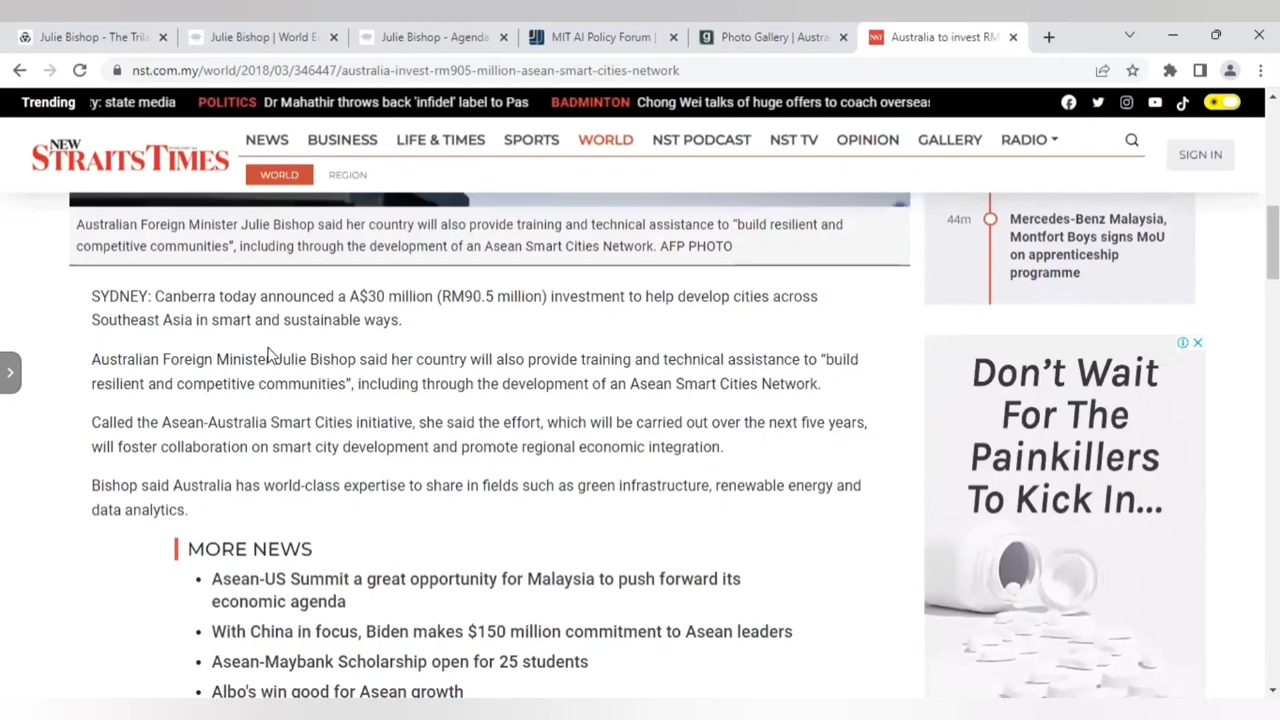 Julie Bishop - The Trila
Julie Bishop | World E
Julie Bishop - Agenda
MIT AI Policy Forum |
Photo Gallery | Austra
Australia to invest RM
nst.com.my/world/2018/03/346447/australia-invest-rm905-million-asean-smart-cities-network
Trending
y: state media
POLITICS Dr Mahathir throws back 'infidel' label to Pas
BADMINTON Chong Wei talks of huge offers to coach overseas
NEW
STRAITS TIMES
NEWS BUSINESS LIFE & TIMES SPORTS WORLD NST PODCAST NST TV OPINION GALLERY RADIO
SIGN IN
WORLD REGION
Australian Foreign Minister Julie Bishop said her country will also provide training and technical assistance to “build resilient and
competitive communities”, including through the development of an Asean Smart Cities Network. AFP PHOTO
SYDNEY: Canberra today announced a A$30 million (RM90.5 million) investment to help develop cities across
Southeast Asia in smart and sustainable ways.
Australian Foreign Minister Julie Bishop said her country will also provide training and technical assistance to “build
resilient and competitive communities”, including through the development of an Asean Smart Cities Network.
Called the Asean-Australia Smart Cities initiative, she said the effort, which will be carried out over the next five years,
will foster collaboration on smart city development and promote regional economic integration.
Bishop said Australia has world-class expertise to share in fields such as green infrastructure, renewable energy and
data analytics.
MORE NEWS
• Asean-US Summit a great opportunity for Malaysia to push forward its
economic agenda
• With China in focus, Biden makes $150 million commitment to Asean leaders
• Asean-Maybank Scholarship open for 25 students
• Albo's win good for Asean growth
44m
Mercedes-Benz Malaysia,
Montfort Boys signs MoU
on apprenticeship
programme
Don't Wait
For The
Painkillers
To Kick In...